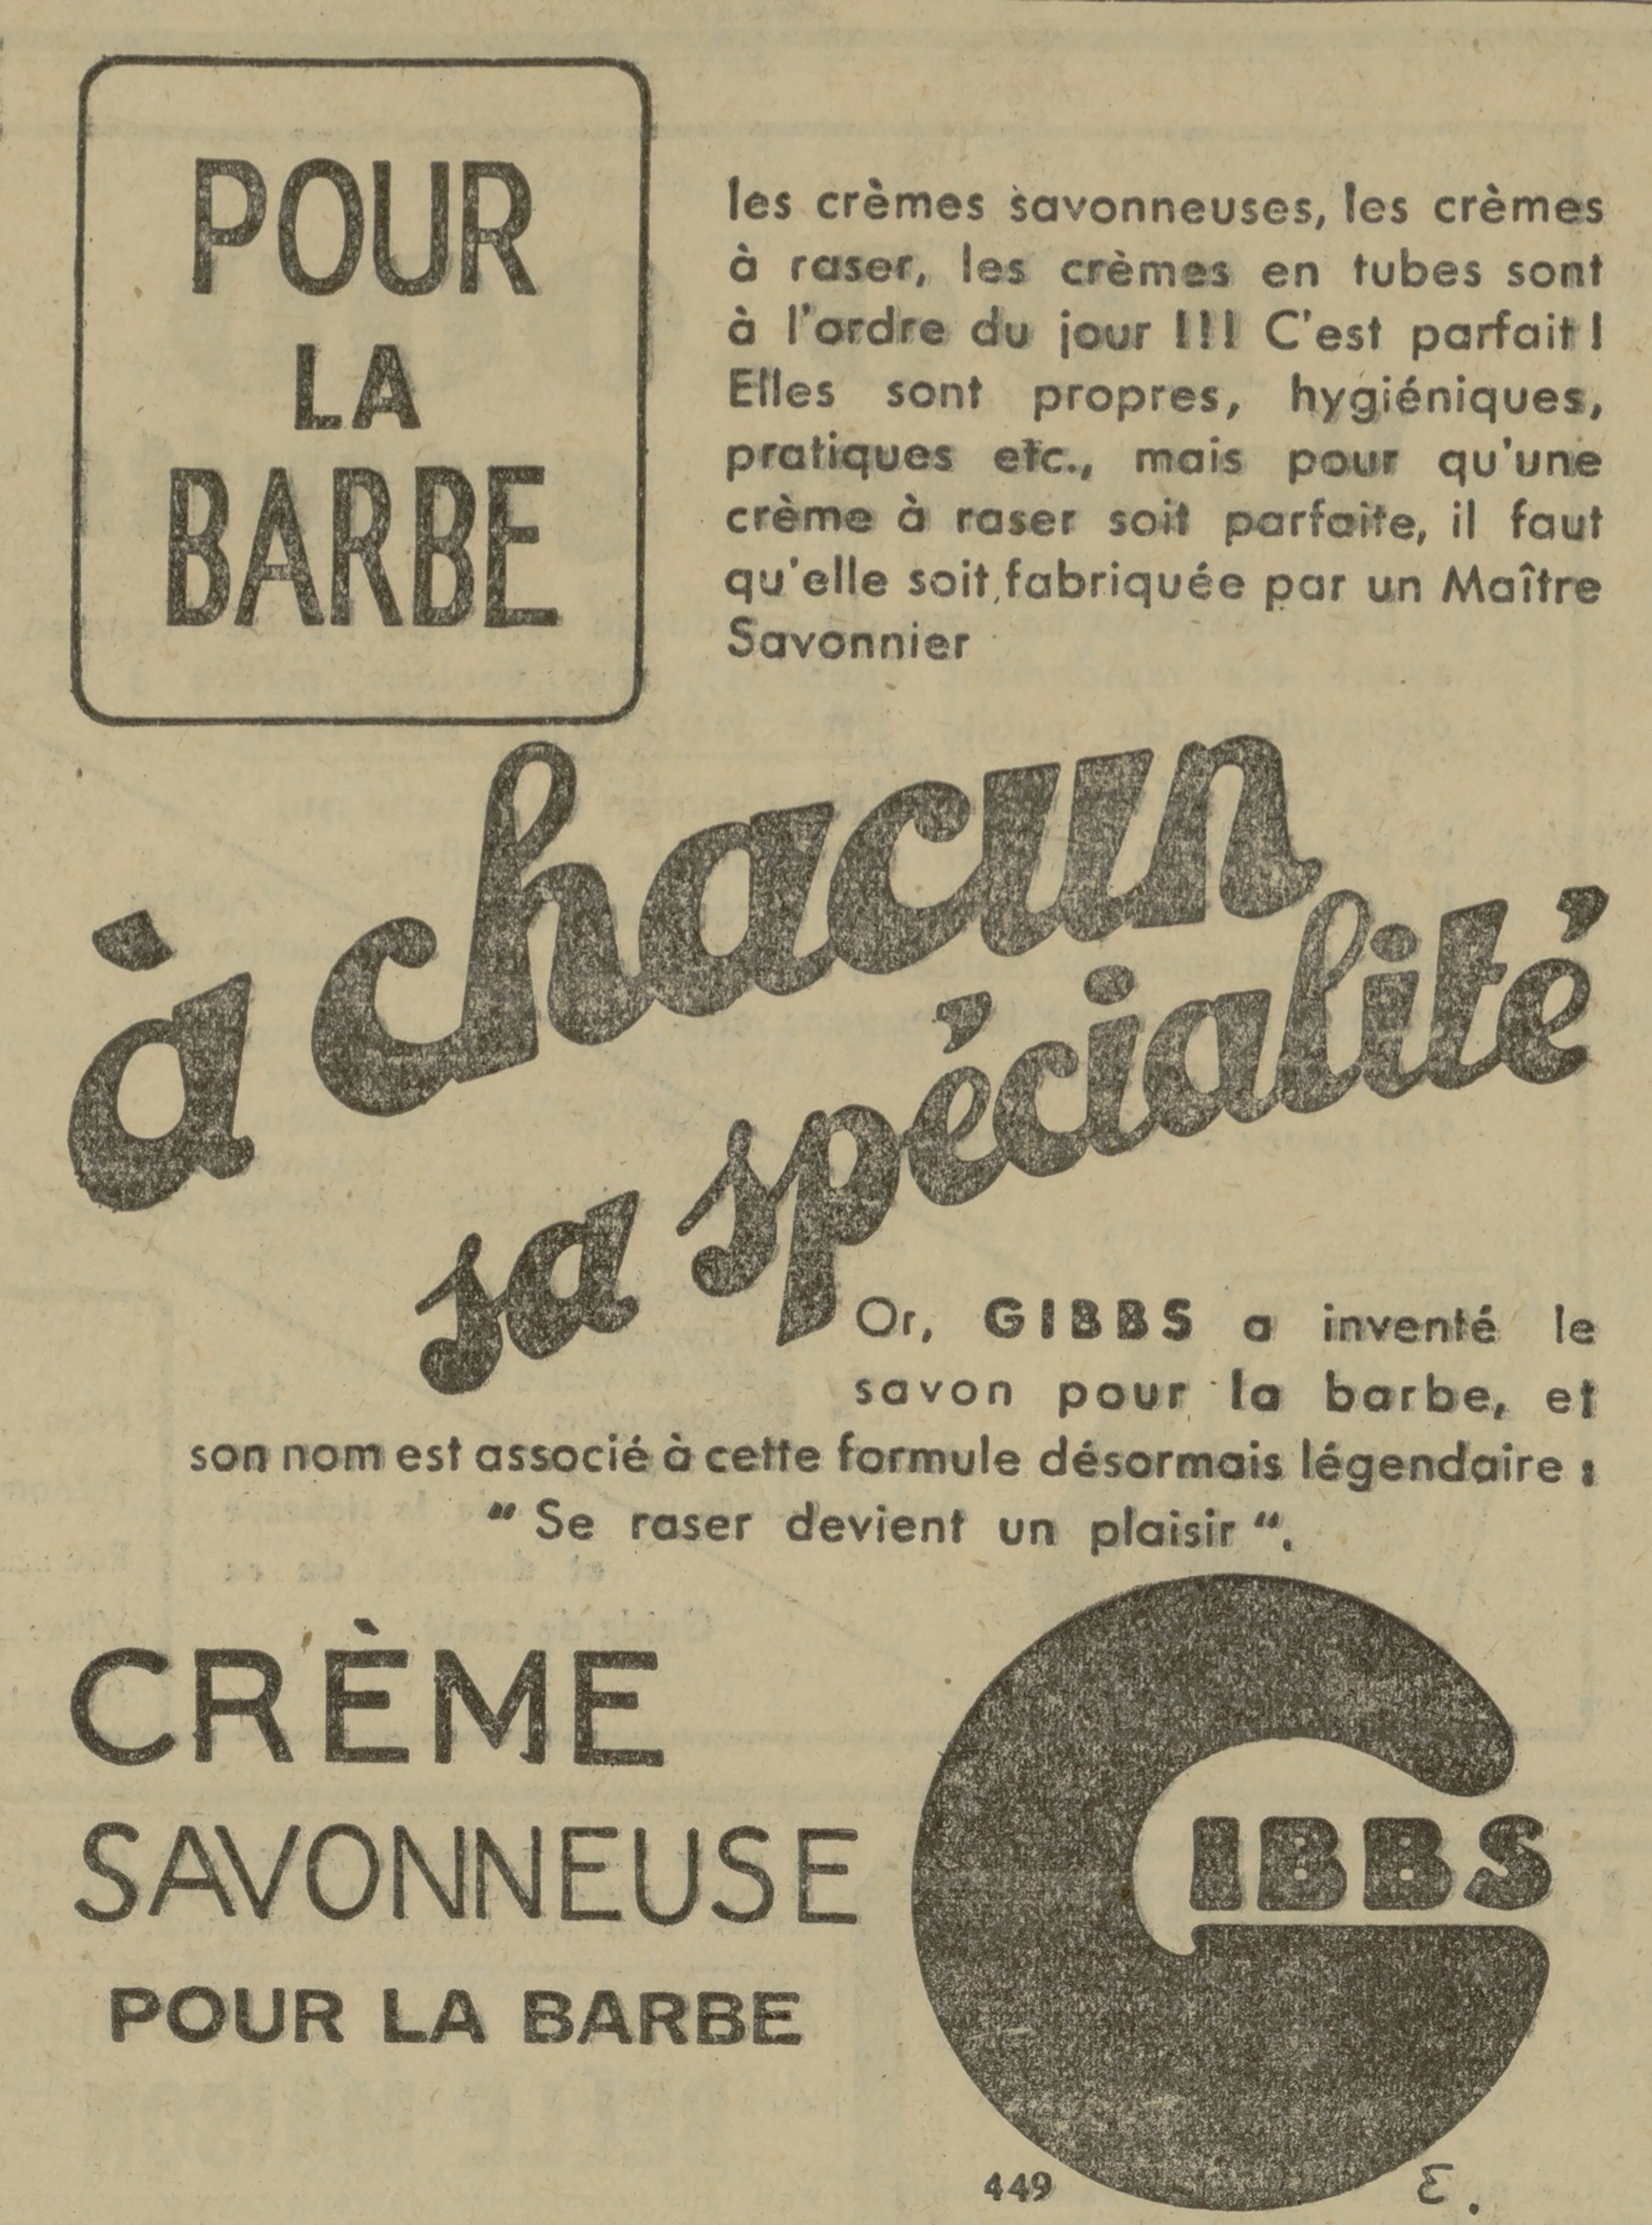 POUR
LA
BARBE
les crèmes savonneuses, les crèmes
à raser, les crèmes en tubes sont
à l'ordre du jour !!! C'est parfait !
Elles sont propres, hygiéniques,
pratiques etc., mais pour qu'une
crème à raser soit parfaite, il faut
qu'elle soit fabriquée par un Maître
Savonnier
à chacun
sa spécialité
Or, GIBBS a inventé le
savon pour la barbe, et
son nom est associé à cette formule désormais légendaire :
“ Se raser devient un plaisir “.
CRÈME
SAVONNEUSE
POUR LA BARBE
GIBBS
449
E.